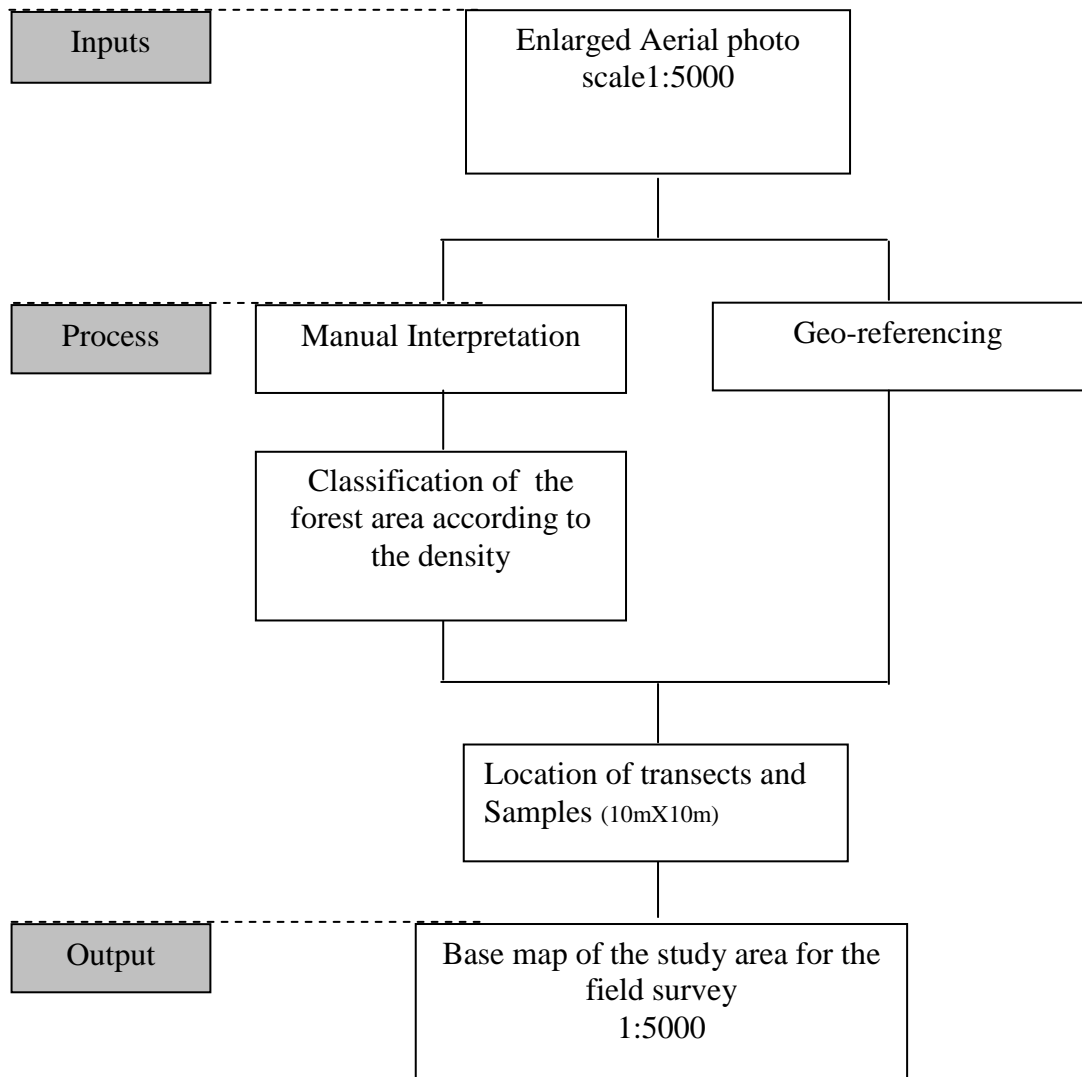 Inputs
Enlarged Aerial photo
scale1:5000
Process
Manual Interpretation
Geo-referencing
Classification of the
forest area according to
the density
Location of transects and
Samples (10mX10m)
Output
Base map of the study area for the
field survey
1:5000